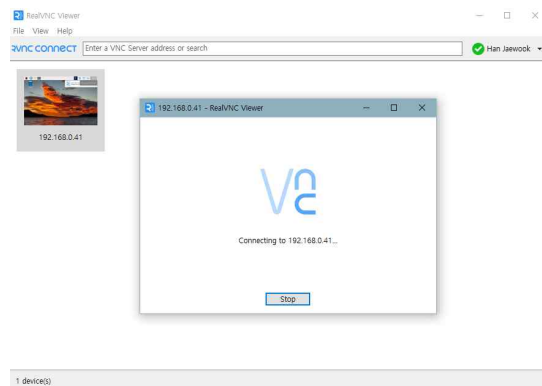 RealVNC Viewer
File View Help
RVNC CONNECT Enter a VNC Server address or search Han Jaewook
192.168.0.41
192.168.0.41 - RealVNC Viewer
Connecting to 192.168.0.41...
Stop
1 device(s)